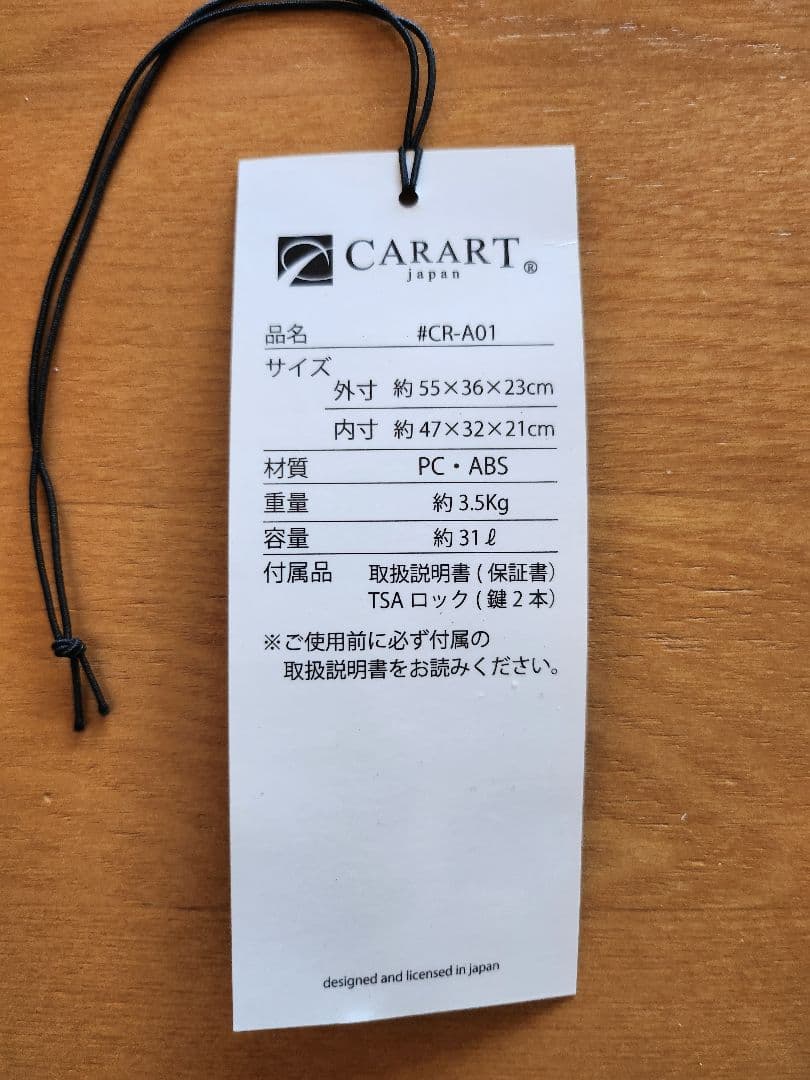 CARART®
japan
品名 #CR-A01
サイズ
外寸 約 55×36×23cm
内寸 約 47×32×21cm
材質 PC・ABS
重量 約 3.5Kg
容量 約 31ℓ
付属品 取扱説明書 ( 保証書)
TSA ロック ( 鍵 2 本)
※ご使用前に必ず付属の
取扱説明書をお読みください。
designed and licensed in japan